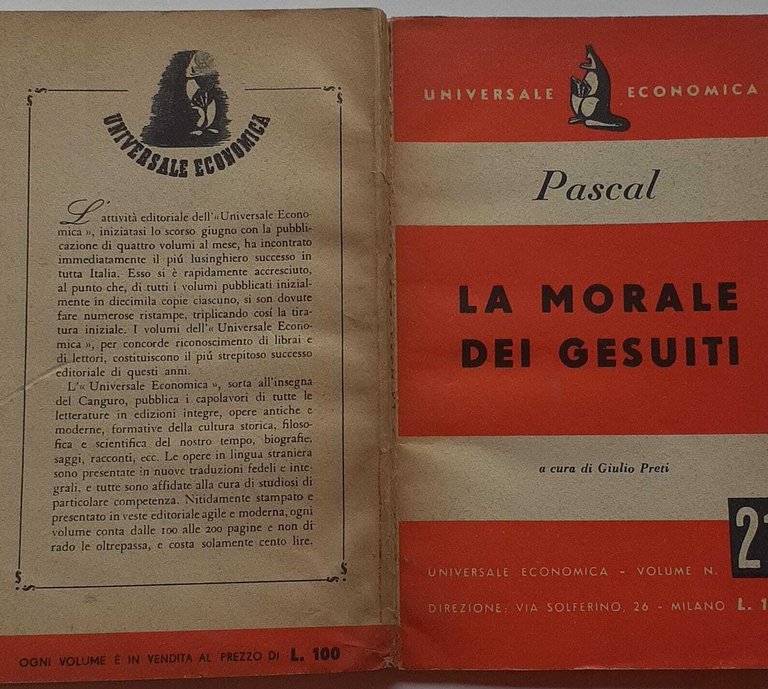 UNIVERSALE ECONOMICA
L'attività editoriale dell'« Universale Econo-
mica », iniziatasi lo scorso giugno con la pubbli-
cazione di quattro volumi al mese, ha incontrato
immediatamente il piú lusinghiero successo in
tutta Italia. Esso si è rapidamente accresciuto,
al punto che, di tutti i volumi pubblicati inizial-
mente in diecimila copie ciascuno, si son dovute
fare numerose ristampe, triplicando cosí la tira-
tura iniziale. I volumi dell'« Universale Econo-
mica », per concorde riconoscimento di librai e
di lettori, costituiscono il piú strepitoso successo
editoriale di questi anni.
L'« Universale Economica », sorta all'insegna
del Canguro, pubblica i capolavori di tutte le
letterature in edizioni integre, opere antiche e
moderne, formative della cultura storica, filoso-
fica e scientifica del nostro tempo, biografie,
saggi, racconti, ecc. Le opere in lingua straniera
sono presentate in nuove traduzioni fedeli e inte-
grali, e tutte sono affidate alla cura di studiosi di
particolare competenza. Nitidamente stampato e
presentato in veste editoriale agile e moderna, ogni
volume conta dalle 100 alle 200 pagine e non di
rado le oltrepassa, e costa solamente cento lire.
OGNI VOLUME È IN VENDITA AL PREZZO DI L. 100
UNIVERSALE ECONOMICA
Pascal
LA MORALE
DEI GESUITI
a cura di Giulio Preti
UNIVERSALE ECONOMICA - VOLUME N.
DIREZIONE: VIA SOLFERINO, 26 - MILANO L.